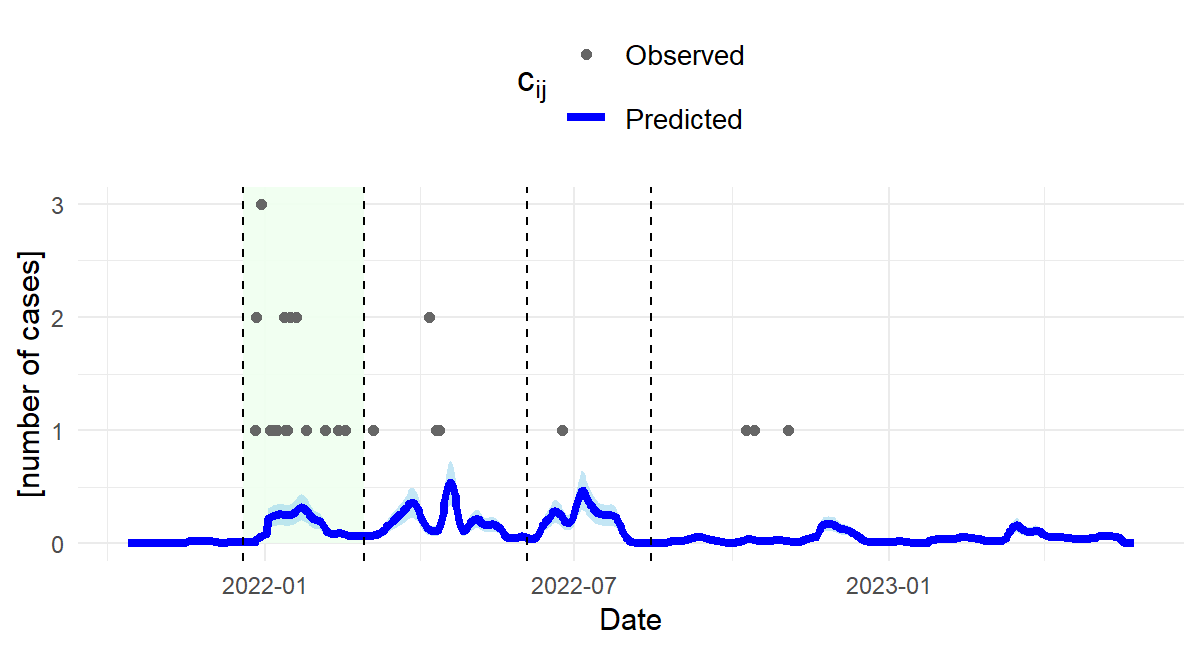 Observed
c_ij
Predicted
[number of cases]
3
2
1
0
2022-01
2022-07
2023-01
Date